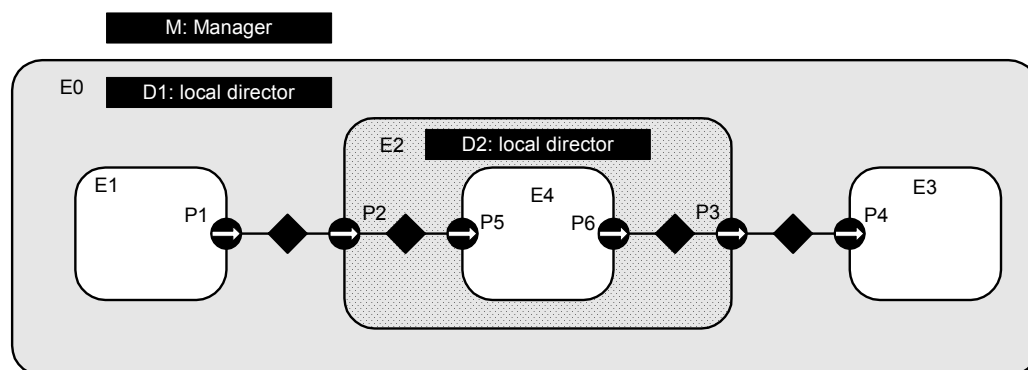 M: Manager
E0
D1: local director
E2
D2: local director
E1
E4
E3
P1
P2
P5
P6
P3
P4